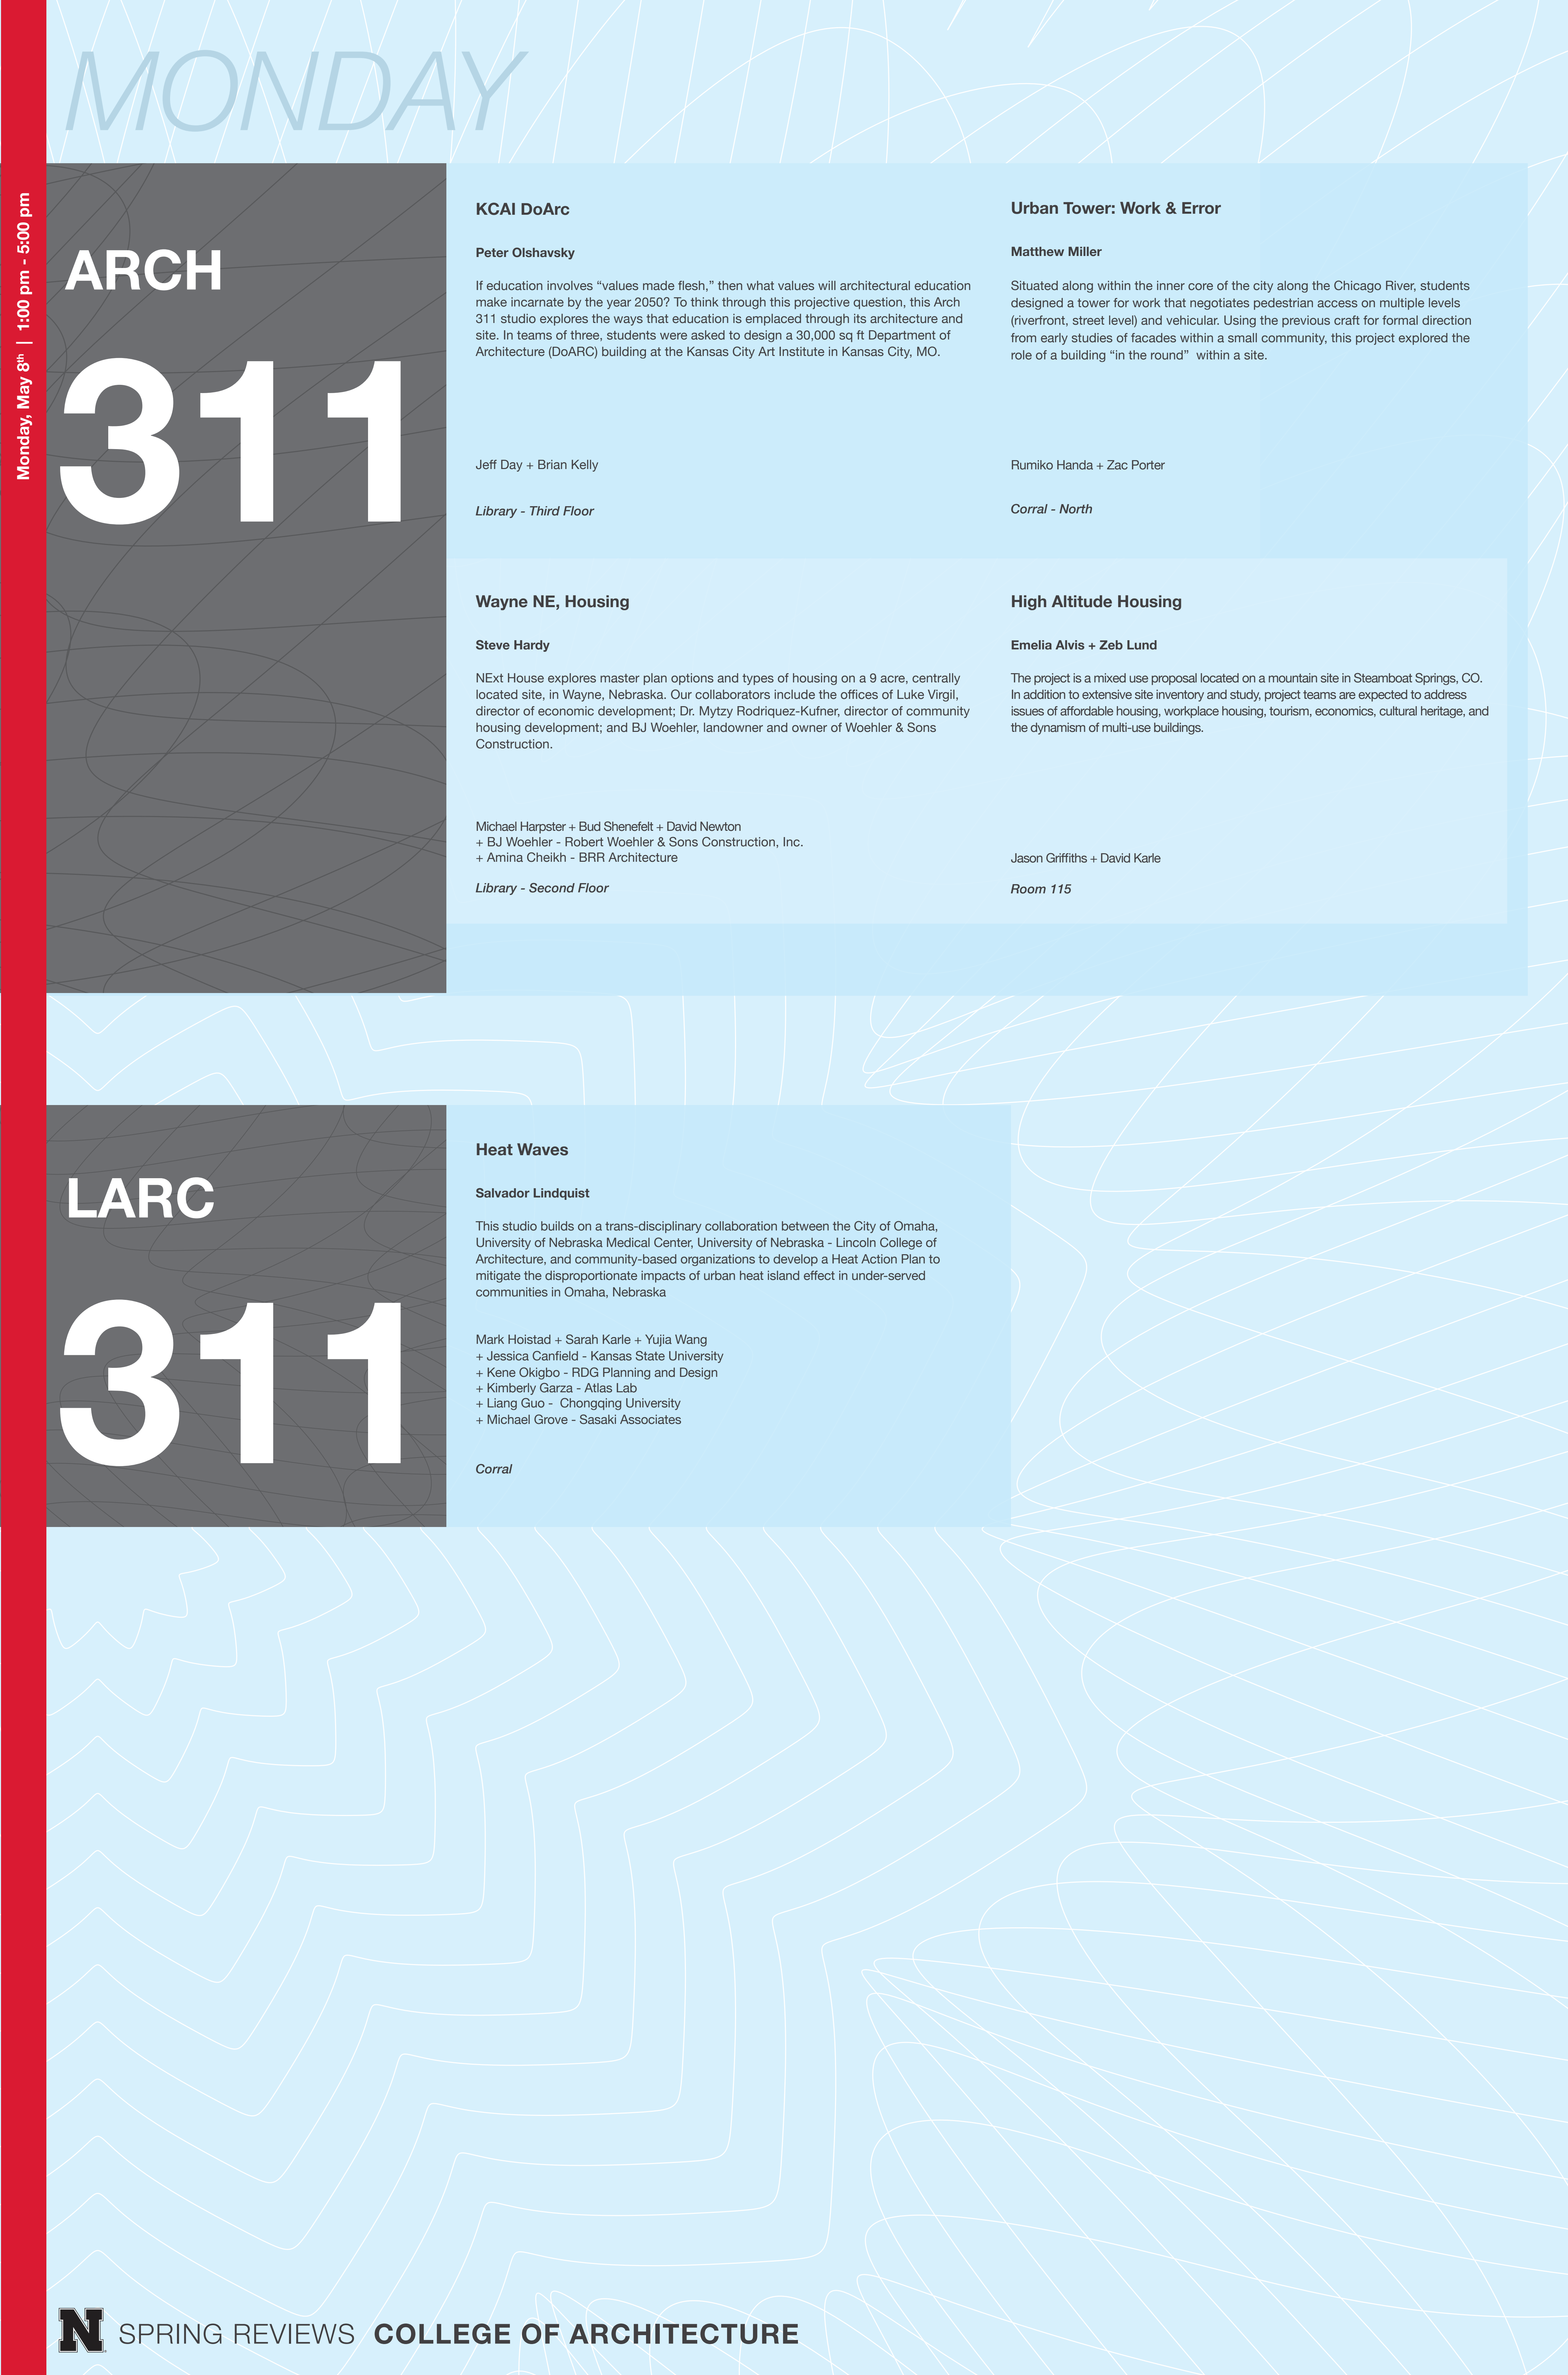 MONDAY
Monday, May 8th | 1:00 pm - 5:00 pm
ARCH
311
KCAI DoArc
Peter Olshavsky
If education involves “values made flesh,” then what values will architectural education
make incarnate by the year 2050? To think through this projective question, this Arch
311 studio explores the ways that education is emplaced through its architecture and
site. In teams of three, students were asked to design a 30,000 sq ft Department of
Architecture (DoARC) building at the Kansas City Art Institute in Kansas City, MO.
Jeff Day + Brian Kelly
Library - Third Floor
Urban Tower: Work & Error
Matthew Miller
Situated along within the inner core of the city along the Chicago River, students
designed a tower for work that negotiates pedestrian access on multiple levels
(riverfront, street level) and vehicular. Using the previous craft for formal direction
from early studies of facades within a small community, this project explored the
role of a building “in the round” within a site.
Rumiko Handa + Zac Porter
Corral - North
Wayne NE, Housing
Steve Hardy
NExt House explores master plan options and types of housing on a 9 acre, centrally
located site, in Wayne, Nebraska. Our collaborators include the offices of Luke Virgil,
director of economic development; Dr. Mytzy Rodriquez-Kufner, director of community
housing development; and BJ Woehler, landowner and owner of Woehler & Sons
Construction.
Michael Harpster + Bud Shenefelt + David Newton
+ BJ Woehler - Robert Woehler & Sons Construction, Inc.
+ Amina Cheikh - BRR Architecture
Library - Second Floor
High Altitude Housing
Emelia Alvis + Zeb Lund
The project is a mixed use proposal located on a mountain site in Steamboat Springs, CO.
In addition to extensive site inventory and study, project teams are expected to address
issues of affordable housing, workplace housing, tourism, economics, cultural heritage, and
the dynamism of multi-use buildings.
Jason Griffiths + David Karle
Room 115
LARC
311
Heat Waves
Salvador Lindquist
This studio builds on a trans-disciplinary collaboration between the City of Omaha,
University of Nebraska Medical Center, University of Nebraska - Lincoln College of
Architecture, and community-based organizations to develop a Heat Action Plan to
mitigate the disproportionate impacts of urban heat island effect in under-served
communities in Omaha, Nebraska
Mark Hoistad + Sarah Karle + Yujia Wang
+ Jessica Canfield - Kansas State University
+ Kene Okigbo - RDG Planning and Design
+ Kimberly Garza - Atlas Lab
+ Liang Guo - Chongqing University
+ Michael Grove - Sasaki Associates
Corral
N SPRING REVIEWS COLLEGE OF ARCHITECTURE